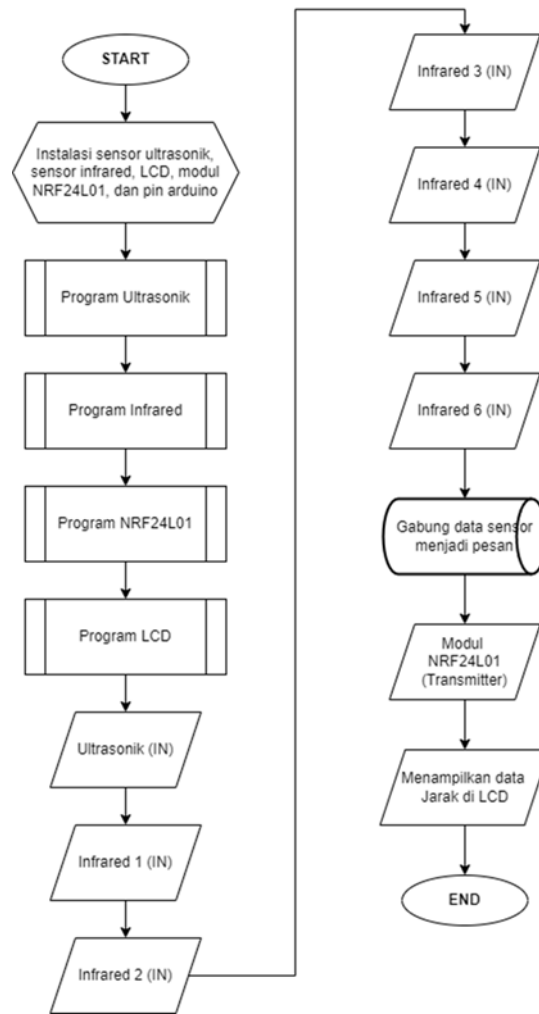 START
Instalasi sensor ultrasonik,
sensor infrared, LCD, modul
NRF24L01, dan pin arduino
Program Ultrasonik
Program Infrared
Program NRF24L01
Program LCD
Ultrasonik (IN)
Infrared 1 (IN)
Infrared 2 (IN)
Infrared 3 (IN)
Infrared 4 (IN)
Infrared 5 (IN)
Infrared 6 (IN)
Gabung data sensor
menjadi pesan
Modul
NRF24L01
(Transmitter)
Menampilkan data
Jarak di LCD
END